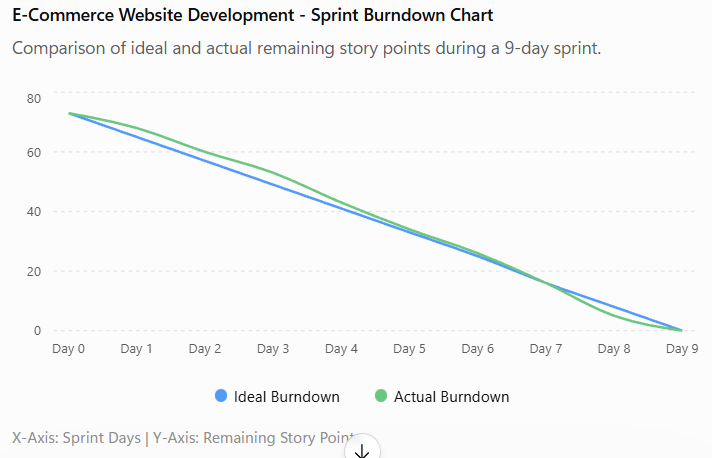 E-Commerce Website Development - Sprint Burndown Chart
Comparison of ideal and actual remaining story points during a 9-day sprint.
80
60
40
20
0
Day 0 Day 1 Day 2 Day 3 Day 4 Day 5 Day 6 Day 7 Day 8 Day 9
Ideal Burndown Actual Burndown
X-Axis: Sprint Days | Y-Axis: Remaining Story